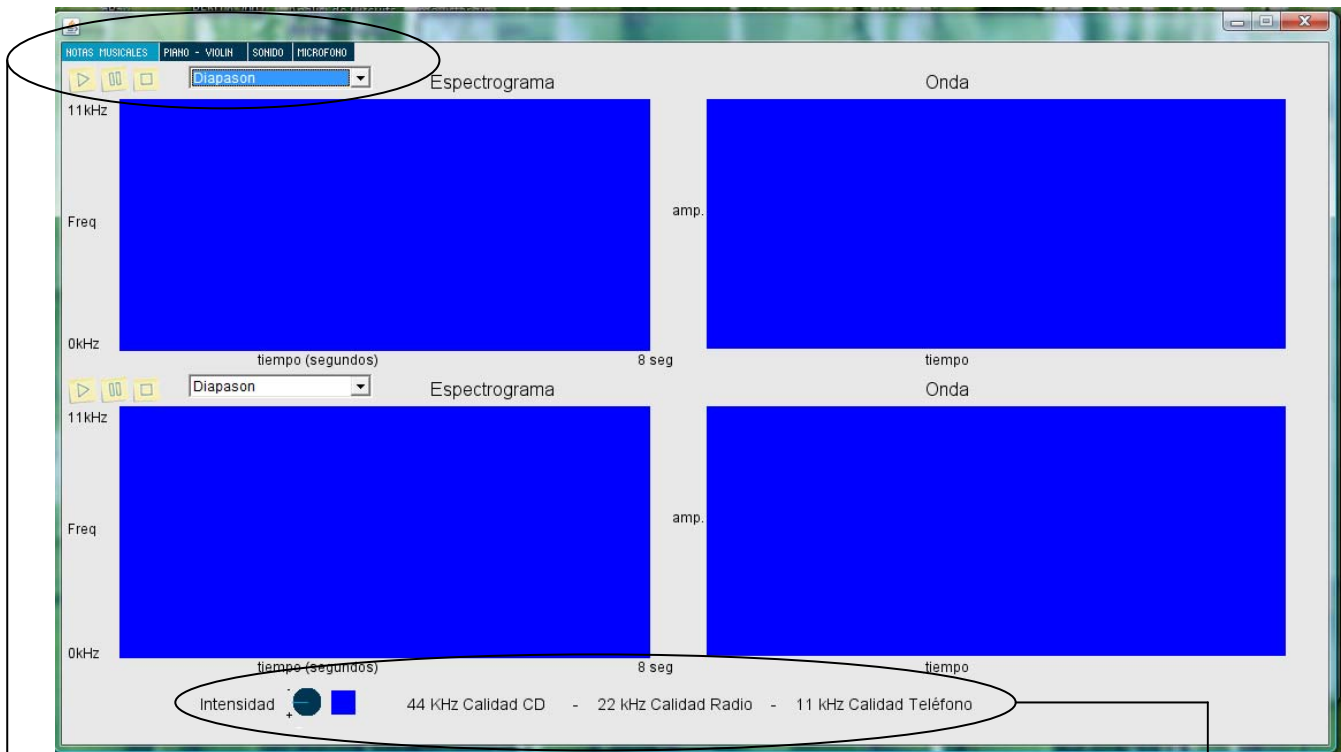 NOTAS MUSICALES PIANO - VIOLIN SONIDO MICROFONO
Diapason
Espectrograma
Onda
11kHz
Freq
amp.
0kHz
tiempo (segundos)
8 seg
tiempo
Diapason
Espectrograma
Onda
11kHz
Freq
amp.
0kHz
tiempo (segundos)
8 seg
tiempo
Intensidad - + 44 KHz Calidad CD - 22 kHz Calidad Radio - 11 kHz Calidad Teléfono